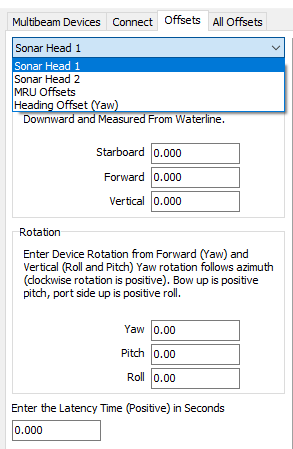 Multibeam Devices Connect Offsets All Offsets
Sonar Head 1
Sonar Head 1
Sonar Head 2
MRU Offsets
Heading Offset (Yaw)
Downward and Measured From Waterline.
Starboard 0.000
Forward 0.000
Vertical 0.000
Rotation
Enter Device Rotation from Forward (Yaw) and
Vertical (Roll and Pitch) Yaw rotation follows azimuth
(clockwise rotation is positive). Bow up is positive
pitch, port side up is positive roll.
Yaw 0.00
Pitch 0.00
Roll 0.00
Enter the Latency Time (Positive) in Seconds
0.000